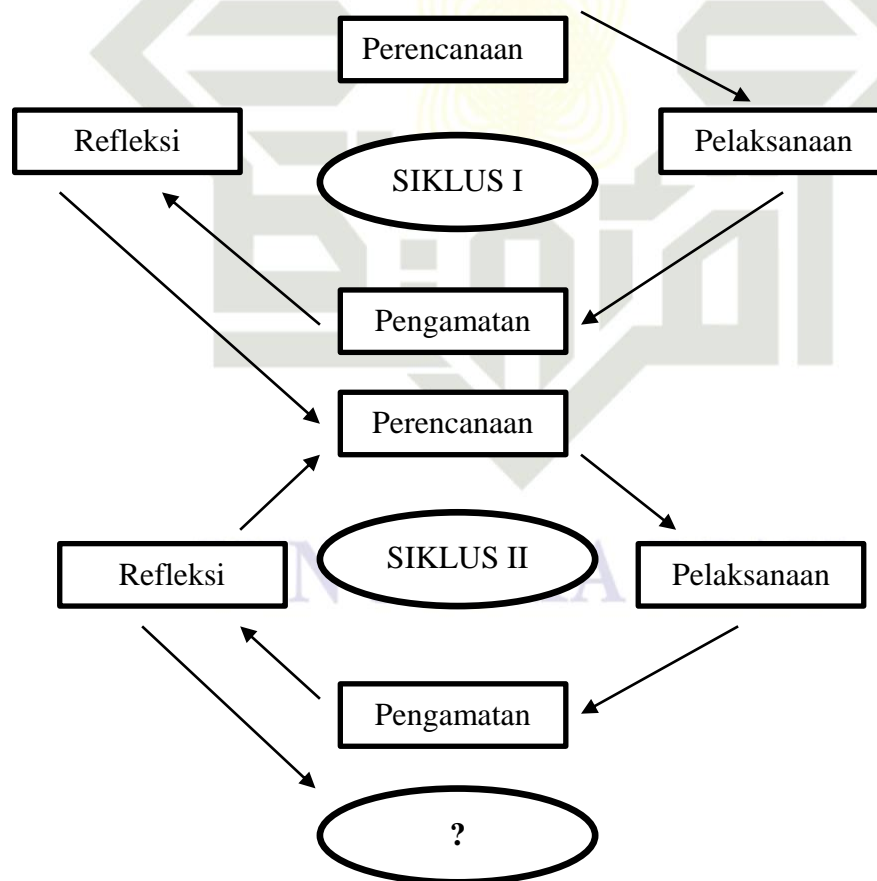 Perencanaan
Refleksi
Pelaksanaan
SIKLUS I
Pengamatan
Perencanaan
SIKLUS II
Refleksi
Pelaksanaan
Pengamatan
?